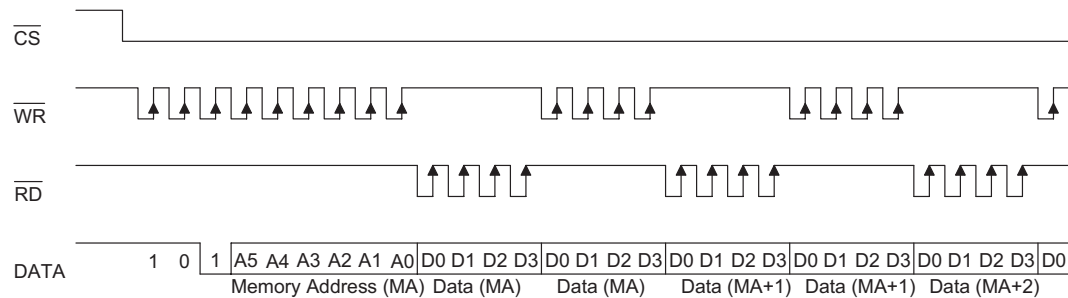 CS
WR
RD
DATA
1 0 1 A5 A4 A3 A2 A1 A0 D0 D1 D2 D3 D0 D1 D2 D3 D0 D1 D2 D3 D0 D1 D2 D3 D0 D1 D2 D3 D0
Memory Address (MA) Data (MA) Data (MA) Data (MA+1) Data (MA+1) Data (MA+2)